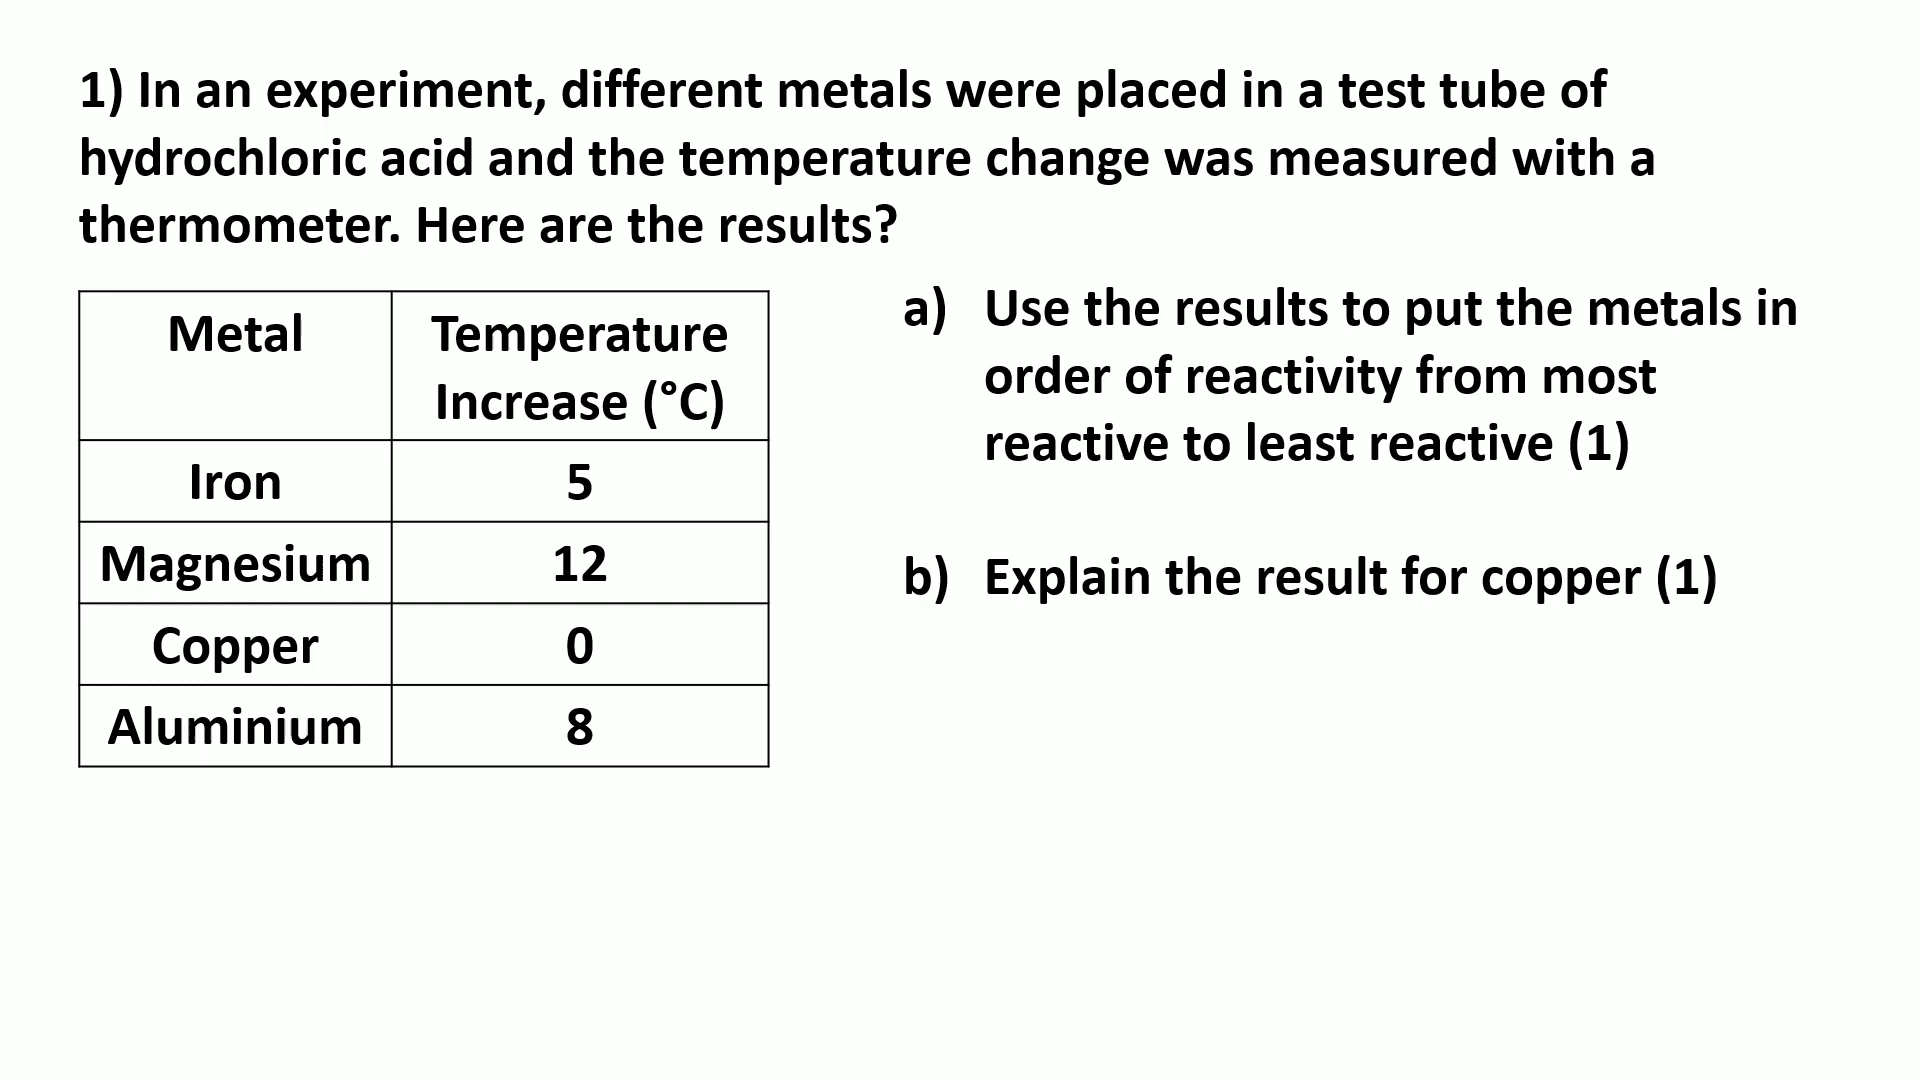 1) In an experiment, different metals were placed in a test tube of
hydrochloric acid and the temperature change was measured with a
thermometer. Here are the results?
Metal
Temperature
Increase (°C)
Iron
5
Magnesium
12
Copper
0
Aluminium
8
a) Use the results to put the metals in
order of reactivity from most
reactive to least reactive (1)
b) Explain the result for copper (1)